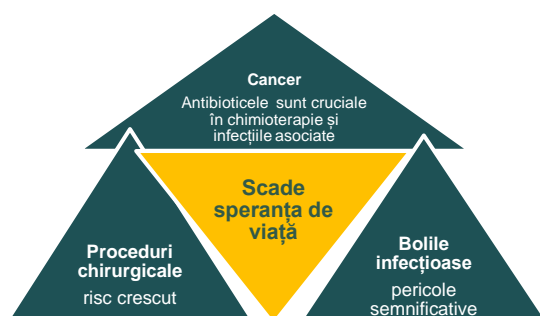 Cancer
Antibioticele sunt cruciale
în chimioterapie și
infecțiile asociate
Scade
speranța de
viață
Proceduri
chirurgicale
risc crescut
Bolile
infecțioase
pericole
semnificative